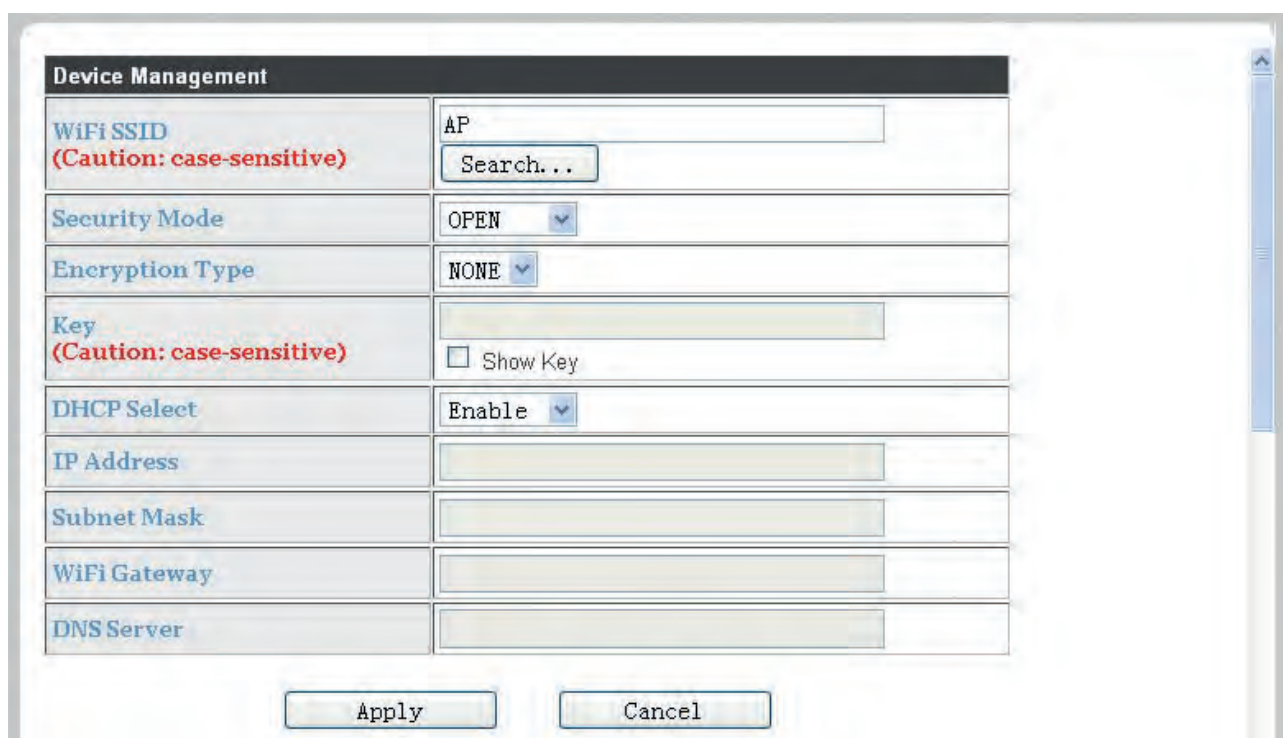 Device Management
WiFi SSID
(Caution: case-sensitive)
AP
Search...
Security Mode
OPEN
Encryption Type
NONE
Key
(Caution: case-sensitive)
Show Key
DHCP Select
Enable
IP Address
Subnet Mask
WiFi Gateway
DNS Server
Apply
Cancel